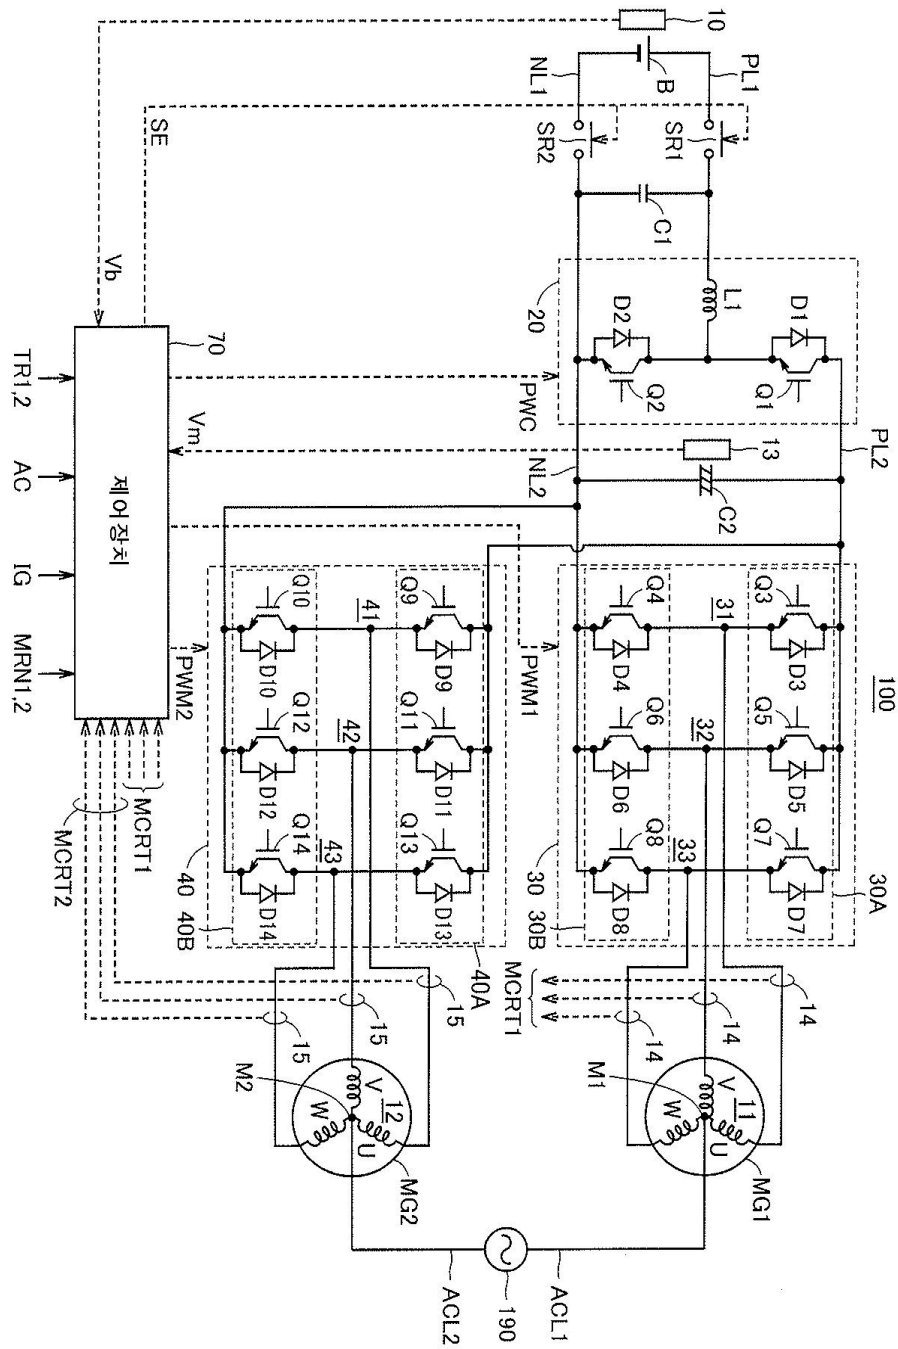 100
10
B
PL1
NL1
SR1
SR2
SE
C1
L1
20
D1
D2
Q1
Q2
PWC
Vb
70
TR1,2
AC
IG
MRN1,2
제어장치
Vm
13
C2
PL2
NL2
PWM1
PWM2
MCRT1
MCRT2
Q3
D3
Q5
D5
Q7
D7
30A
31
32
33
Q4
D4
Q6
D6
Q8
D8
30
30B
Q9
D9
Q11
D11
Q13
D13
40A
41
42
43
Q10
D10
Q12
D12
Q14
D14
40
40B
MCRT1
14
14
14
15
15
15
M1
V
11
W
U
MG1
M2
V
12
W
U
MG2
190
ACL1
ACL2